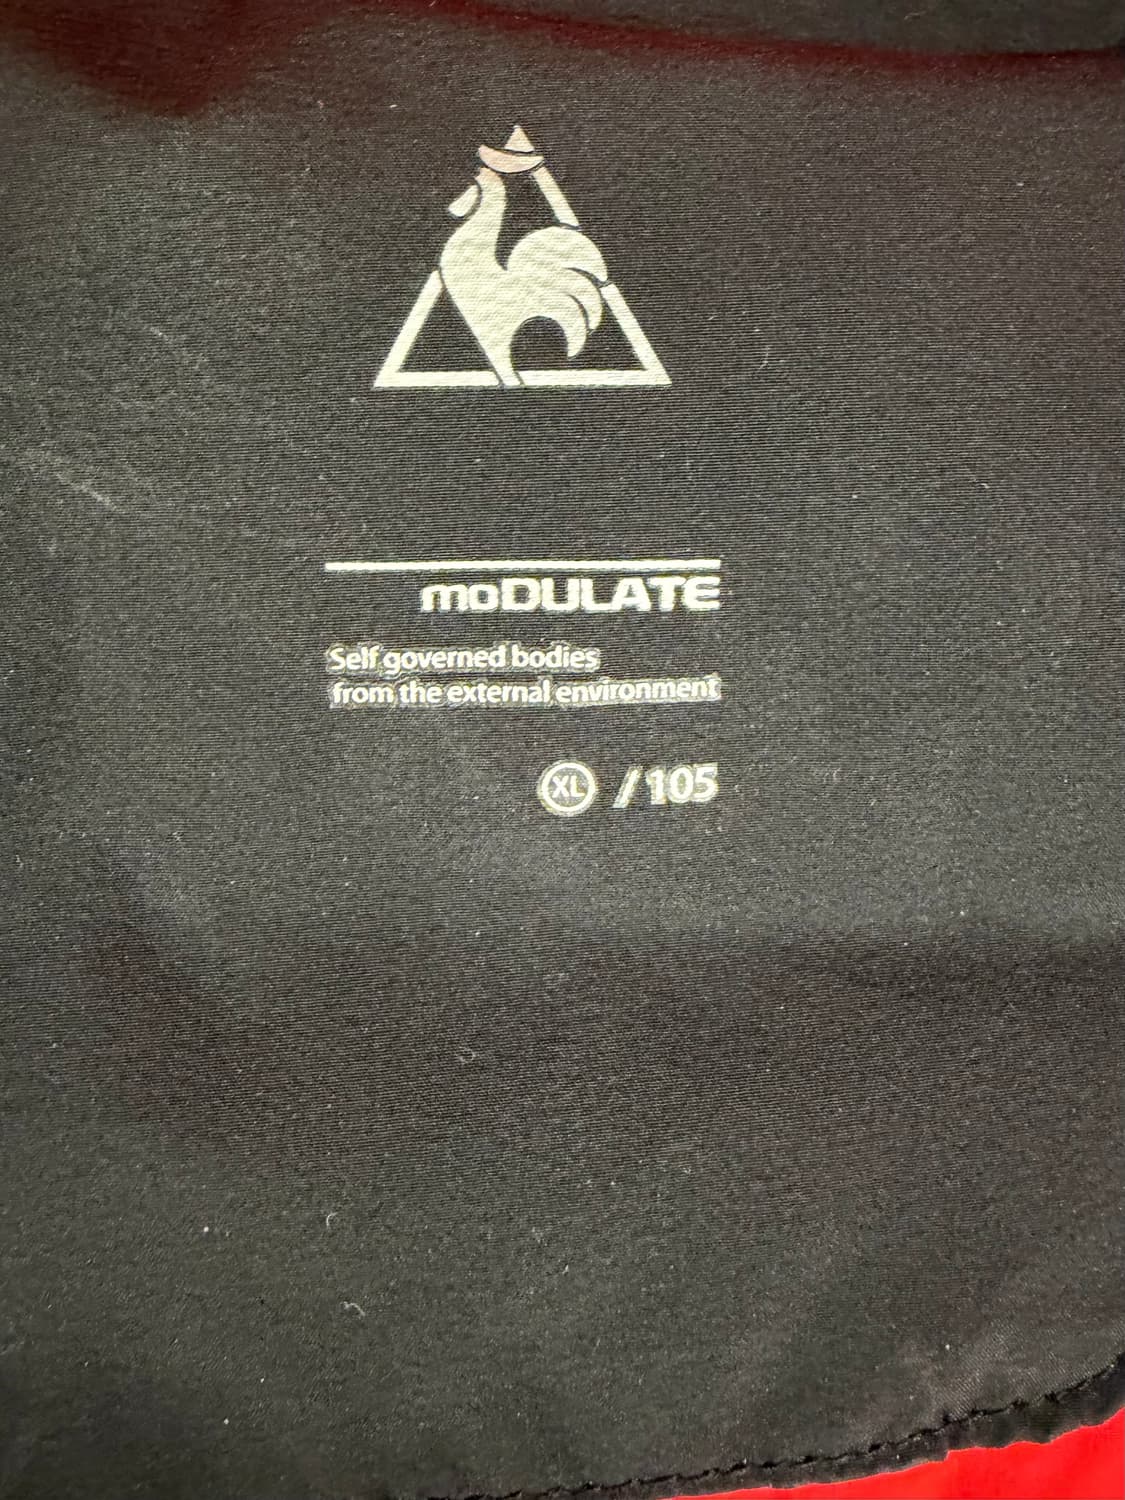 moDULATE
Self governed bodies
from the external environment
XL / 105